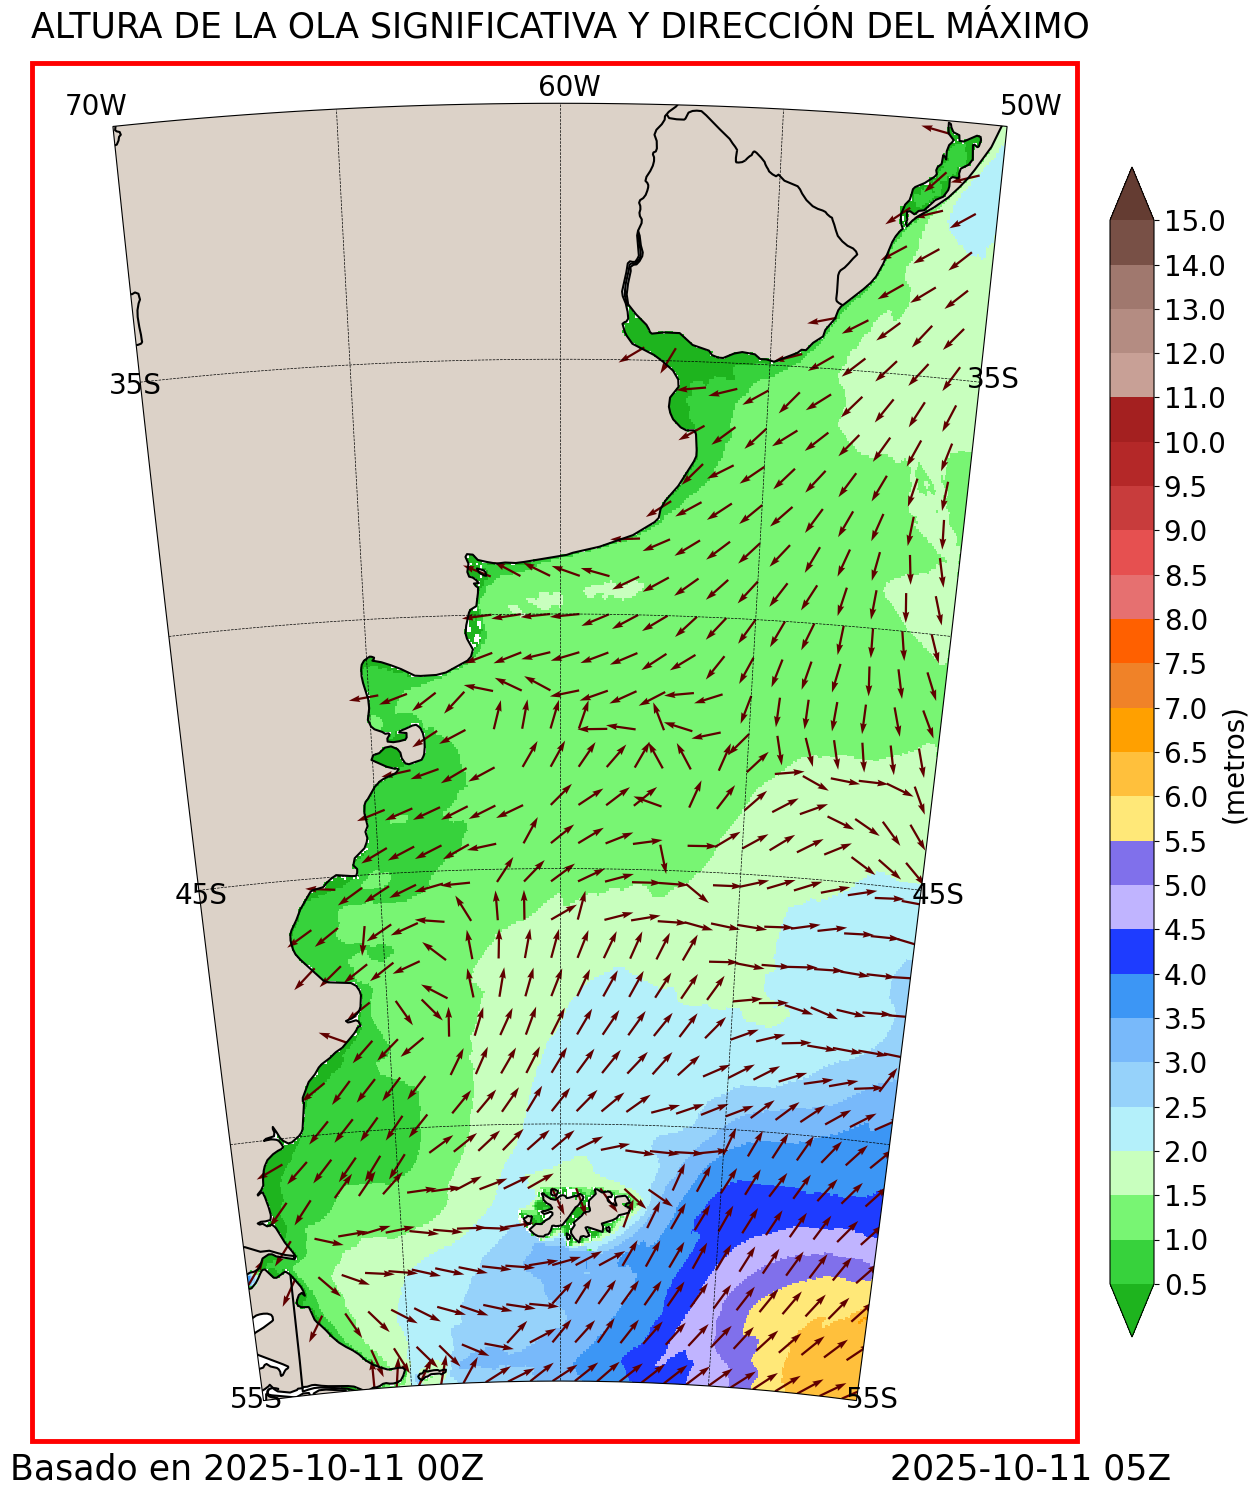 ALTURA DE LA OLA SIGNIFICATIVA Y DIRECCIÓN DEL MÁXIMO
70W
60W
50W
35S
35S
45S
45S
55S
55S
15.0
14.0
13.0
12.0
11.0
10.0
9.5
9.0
8.5
8.0
7.5
7.0
6.5
6.0
5.5
5.0
4.5
4.0
3.5
3.0
2.5
2.0
1.5
1.0
0.5
(metros)
Basado en 2025-10-11 00Z
2025-10-11 05Z